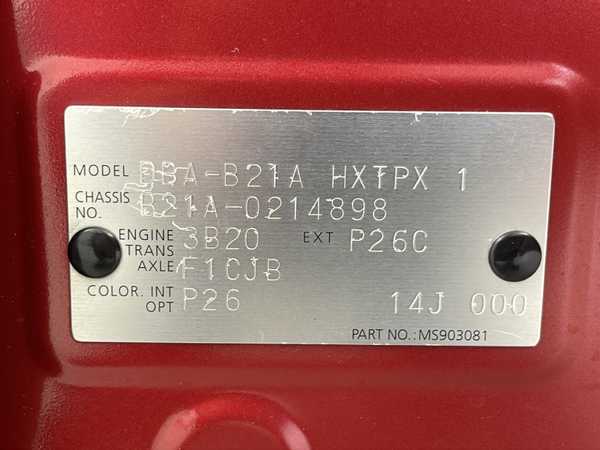 MODEL BBA-B21A HXTPX 1
CHASSIS NO. B21A-0214898
ENGINE 3B20 EXT P26C
TRANS AXLE F1CJB
COLOR. INT OPT P26 14J 000
PART NO.:MS903081